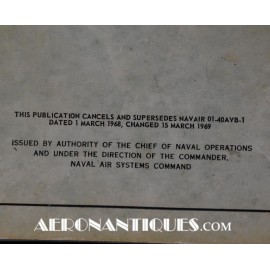 THIS PUBLICATION CANCELS AND SUPERSEDES NAVAIR 01-40AVB-1
DATED 1 MARCH 1968, CHANGED 15 MARCH 1969
ISSUED BY AUTHORITY OF THE CHIEF OF NAVAL OPERATIONS
AND UNDER THE DIRECTION OF THE COMMANDER,
NAVAL AIR SYSTEMS COMMAND
AERONANTIQUES.COM